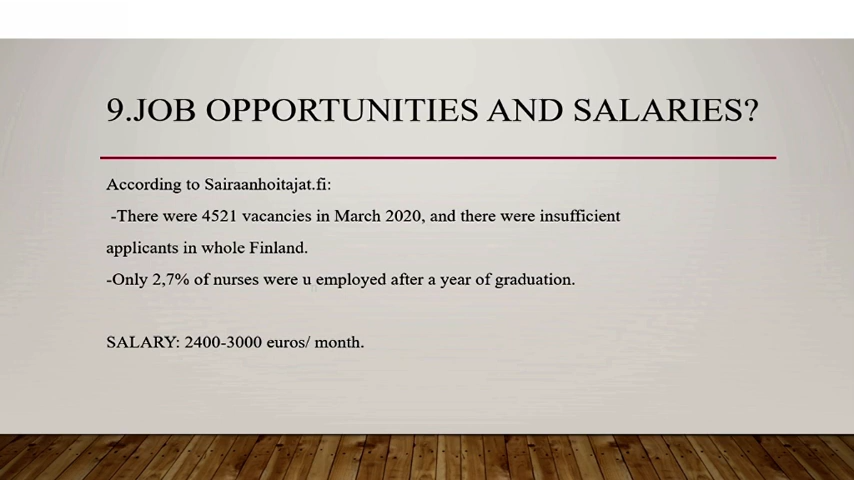 9.JOB OPPORTUNITIES AND SALARIES?
According to Sairaanhoitajat.fi:
-There were 4521 vacancies in March 2020, and there were insufficient
applicants in whole Finland.
-Only 2,7% of nurses were u employed after a year of graduation.
SALARY: 2400-3000 euros/ month.